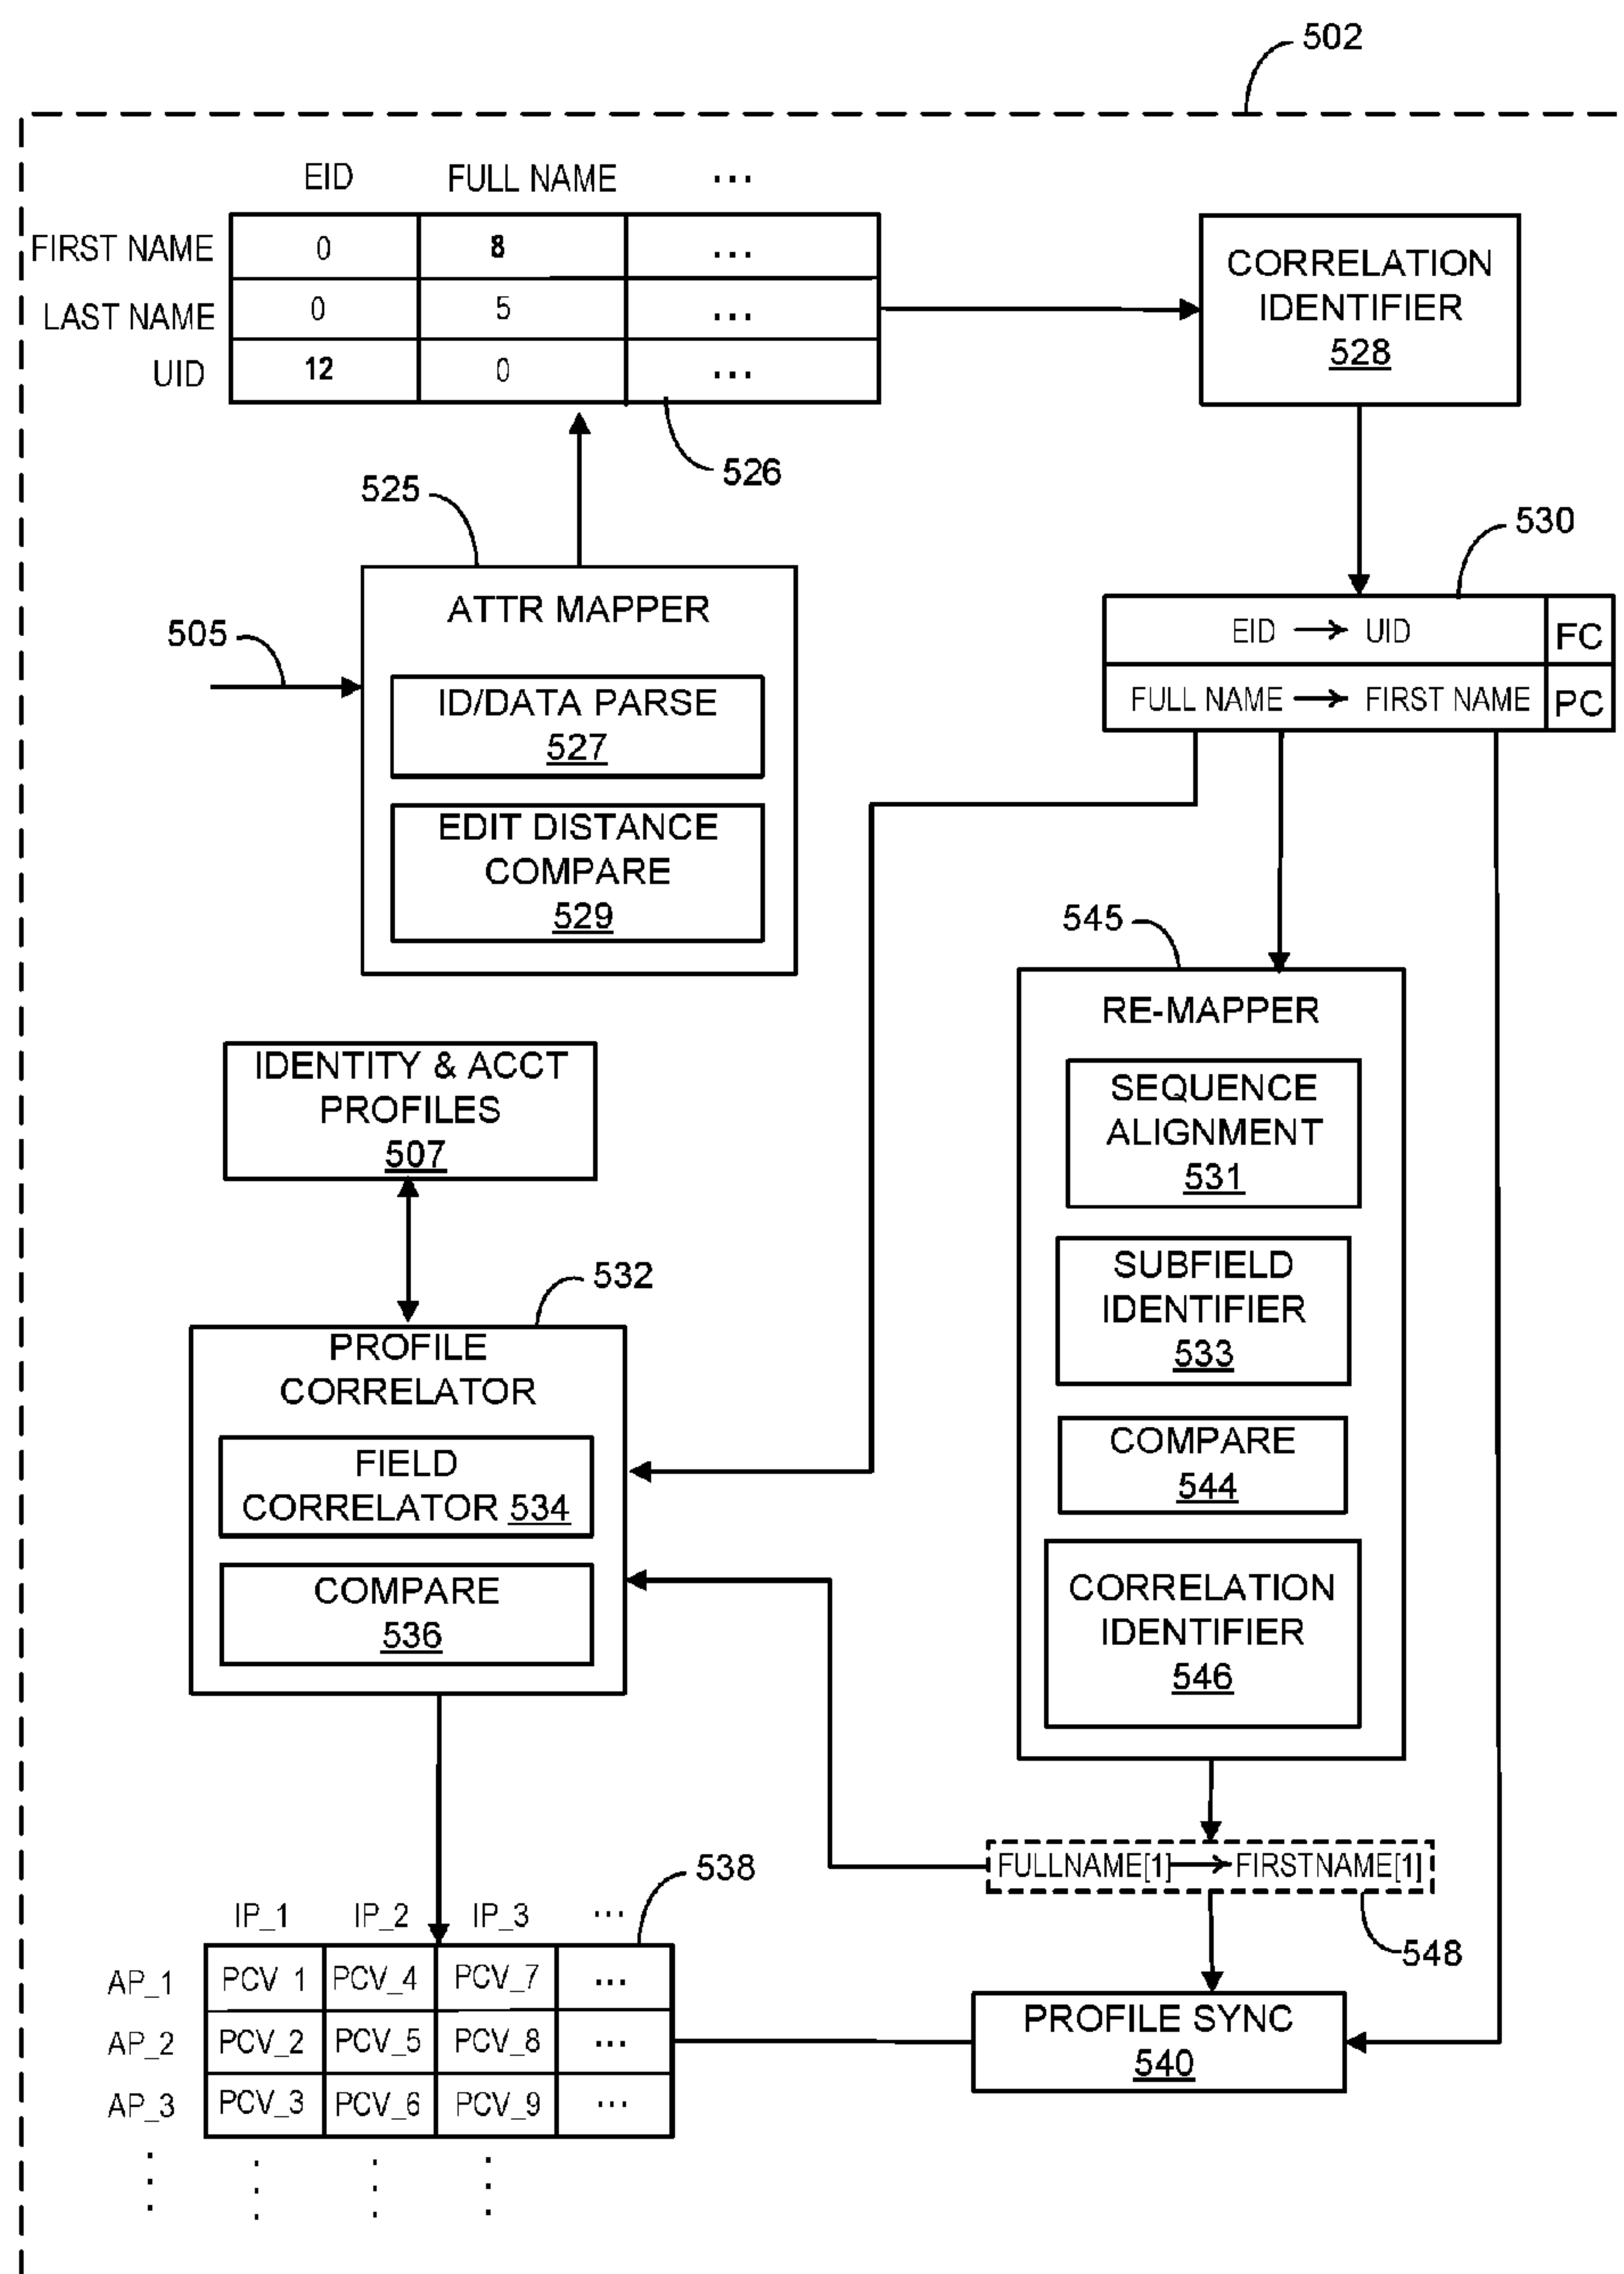 502
EID FULL NAME ...
FIRST NAME 0 8 ...
LAST NAME 0 5 ...
UID 12 0 ...
526
CORRELATION
IDENTIFIER
528
525
ATTR MAPPER
505
ID/DATA PARSE
527
EDIT DISTANCE
COMPARE
529
530
EID → UID FC
FULL NAME → FIRST NAME PC
545
RE-MAPPER
SEQUENCE
ALIGNMENT
531
SUBFIELD
IDENTIFIER
533
COMPARE
544
CORRELATION
IDENTIFIER
546
IDENTITY & ACCT
PROFILES
507
532
PROFILE
CORRELATOR
FIELD
CORRELATOR 534
COMPARE
536
FULLNAME[1] → FIRSTNAME[1]
548
538
IP_1 IP_2 IP_3 ...
AP_1 PCV_1 PCV_4 PCV_7 ...
AP_2 PCV_2 PCV_5 PCV_8 ...
AP_3 PCV_3 PCV_6 PCV_9 ...
PROFILE SYNC
540